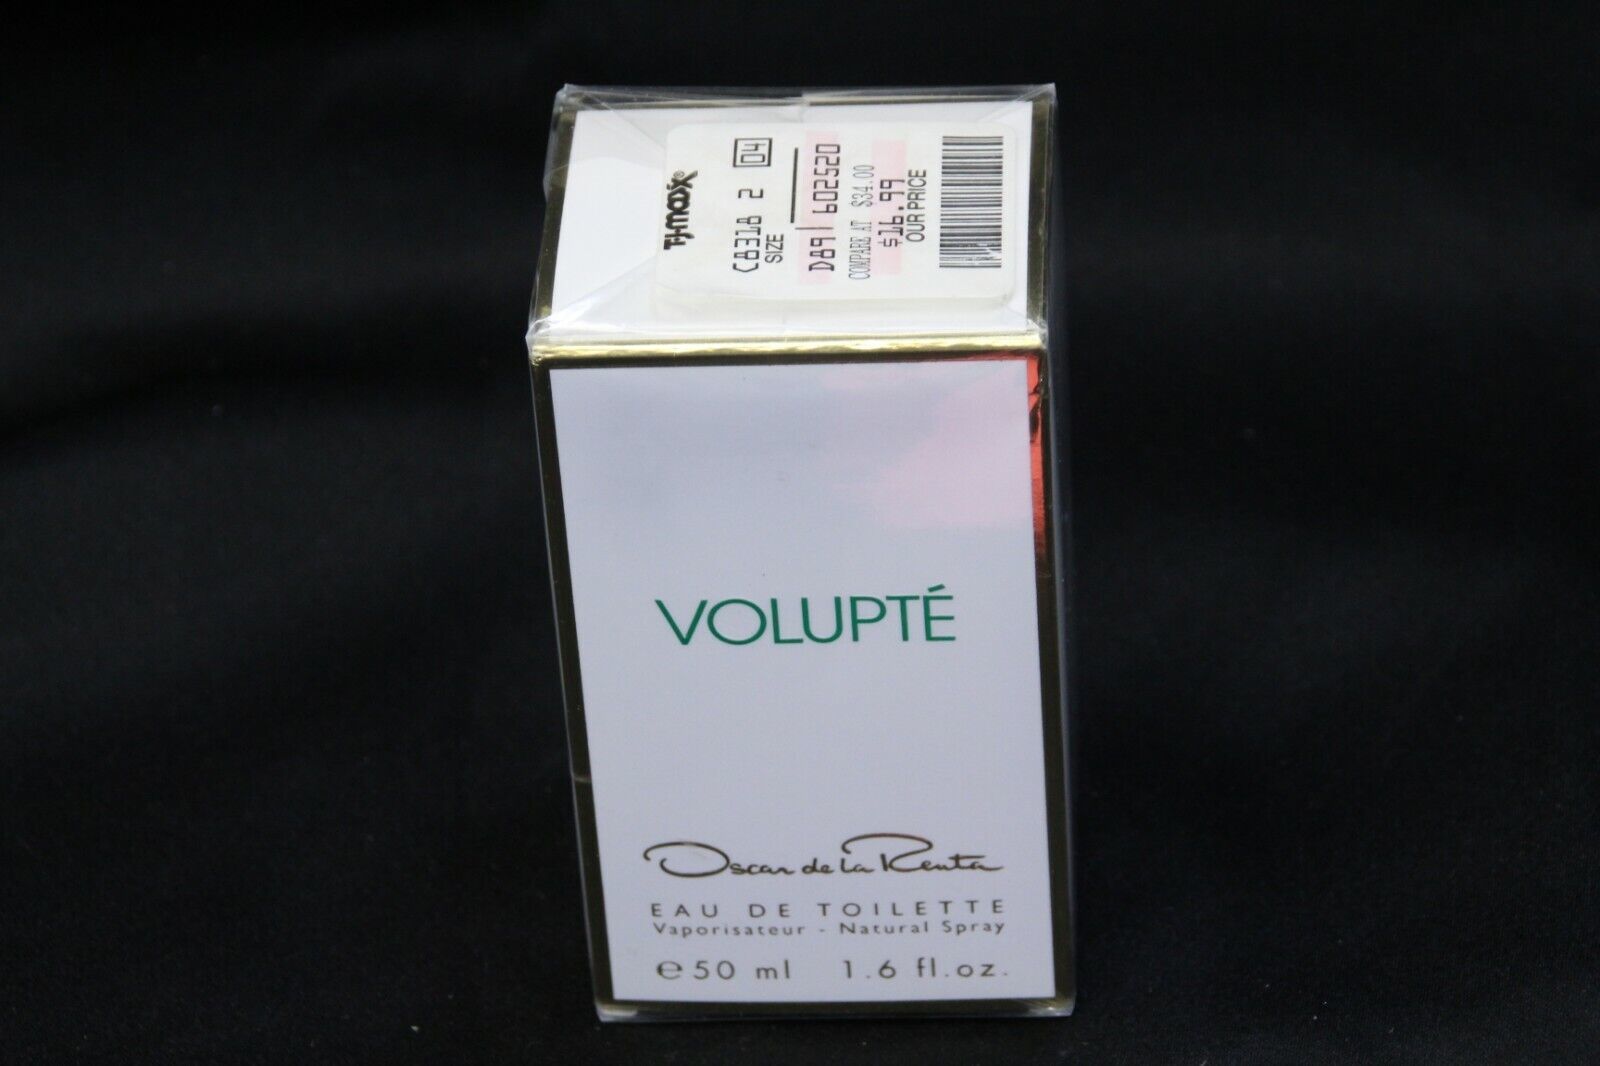 T·J·maxx®
C8318 2 04
SIZE
D89 602520
COMPARE AT $34.00
$16.99
OUR PRICE
VOLUPTÉ
Oscar de la Renta
EAU DE TOILETTE
Vaporisateur - Natural Spray
℮ 50 ml 1.6 fl.oz.